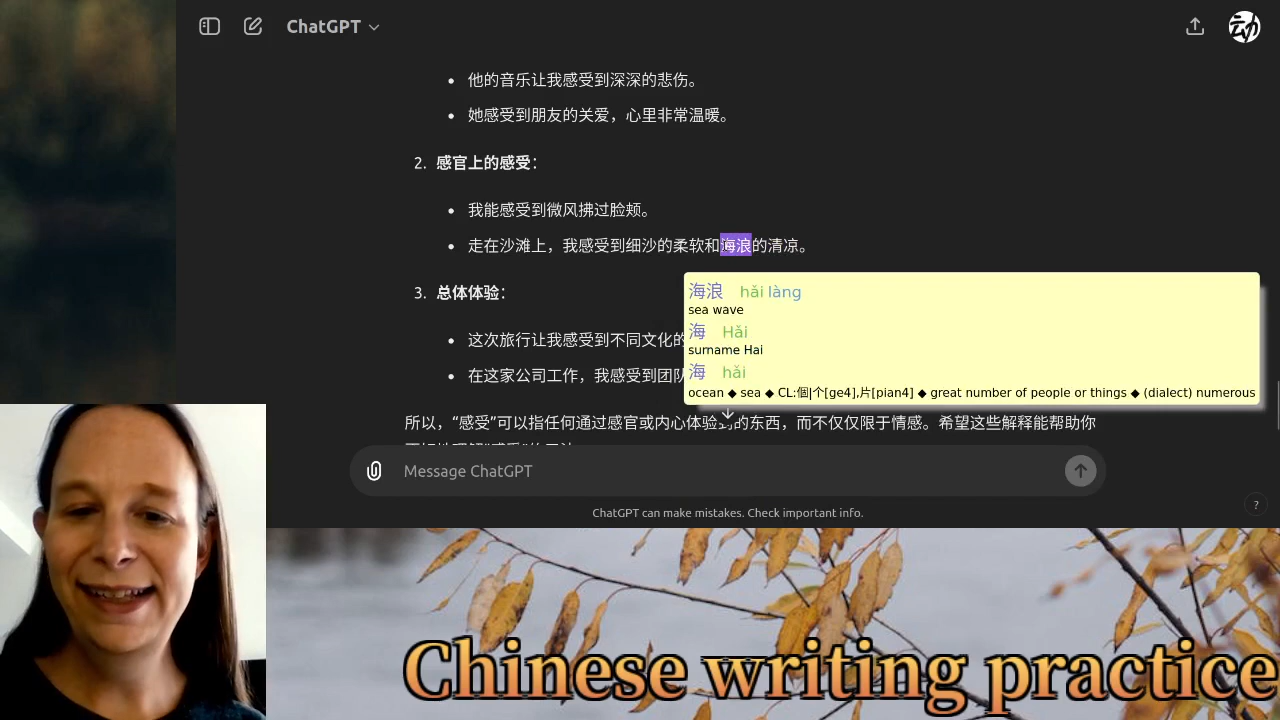 ChatGPT
动
• 他的音乐让我感受到深深的悲伤。
• 她感受到朋友的关爱，心里非常温暖。
2. 感官上的感受：
• 我能感受到微风拂过脸颊。
• 走在沙滩上，我感受到细沙的柔软和海浪的清凉。
3. 总体体验：
海浪 hǎi làng
sea wave
海 Hǎi
surname Hai
海 hǎi
ocean ◆ sea ◆ CL:個|个[ge4],片[pian4] ◆ great number of people or things ◆ (dialect) numerous
• 这次旅行让我感受到不同文化的
• 在这家公司工作，我感受到团队
所以，“感受”可以指任何通过感官或内心体验到的东西，而不仅仅限于情感。希望这些解释能帮助你
Message ChatGPT
ChatGPT can make mistakes. Check important info.
?
Chinese writing practice